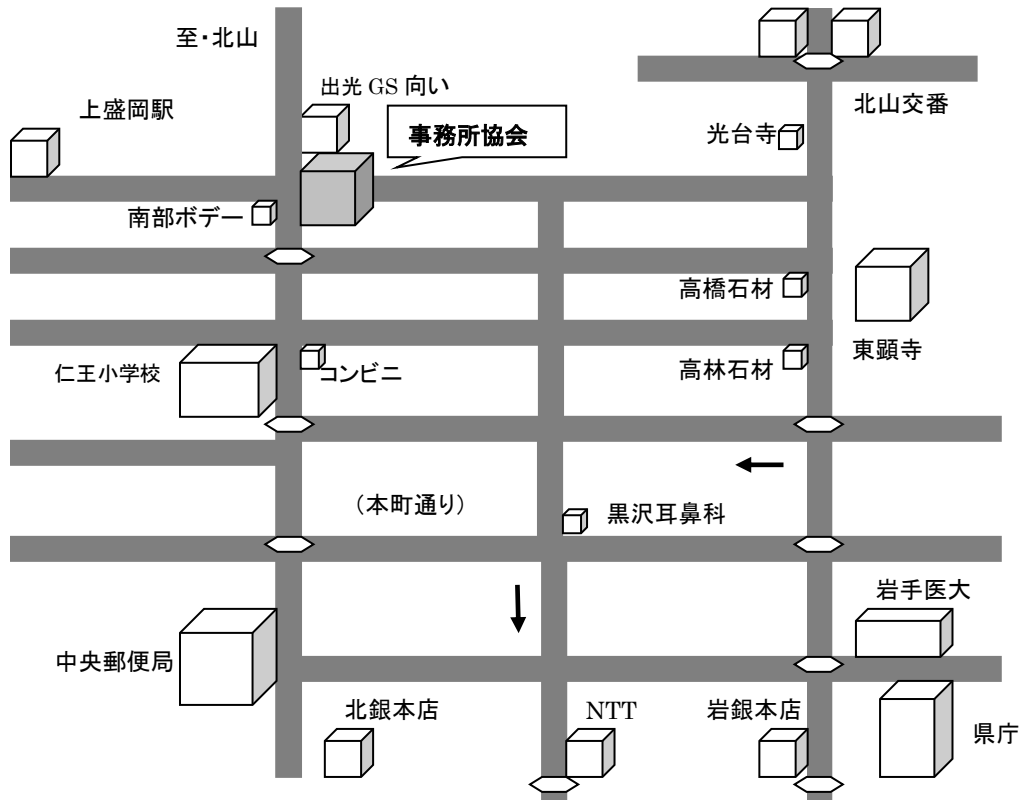 至・北山
出光 GS 向い
上盛岡駅
北山交番
事務所協会
光台寺
南部ボデー
高橋石材
東顕寺
仁王小学校
コンビニ
高林石材
（本町通り）
黒沢耳鼻科
岩手医大
中央郵便局
北銀本店
NTT
岩銀本店
県庁